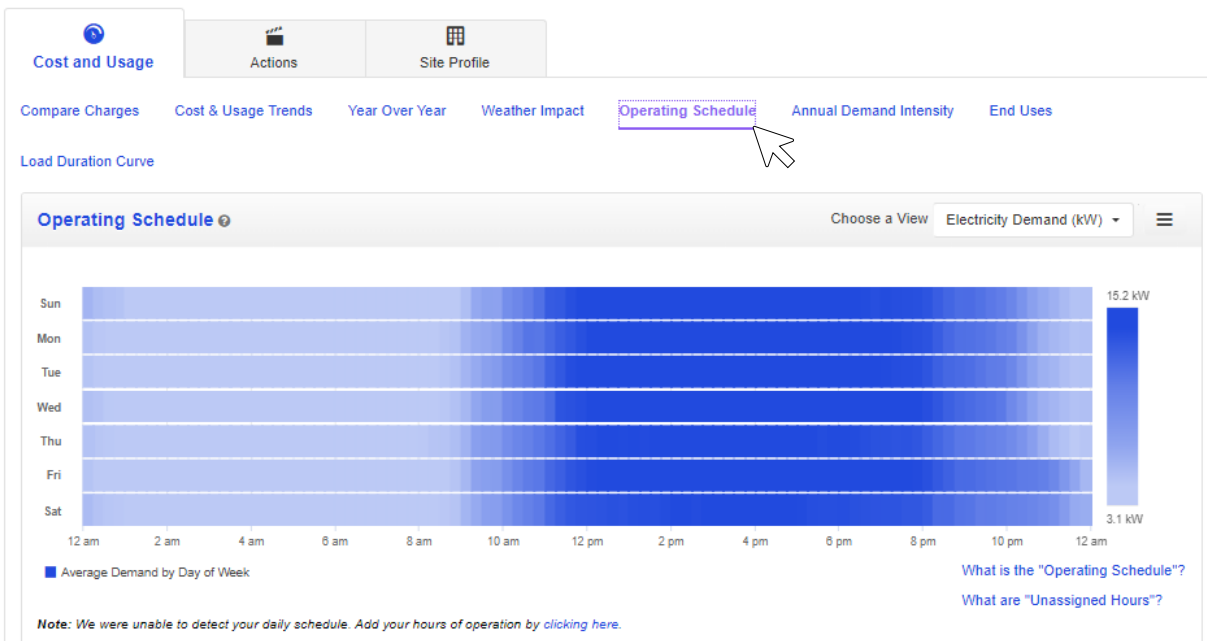 Cost and Usage
Actions
Site Profile
Compare Charges
Cost & Usage Trends
Year Over Year
Weather Impact
Operating Schedule
Annual Demand Intensity
End Uses
Load Duration Curve
Operating Schedule
Choose a View
Electricity Demand (kW)
15.2 kW
Sun
Mon
Tue
Wed
Thu
Fri
Sat
3.1 kW
12 am
2 am
4 am
6 am
8 am
10 am
12 pm
2 pm
4 pm
6 pm
8 pm
10 pm
12 am
Average Demand by Day of Week
What is the "Operating Schedule"?
What are "Unassigned Hours"?
Note: We were unable to detect your daily schedule. Add your hours of operation by clicking here.